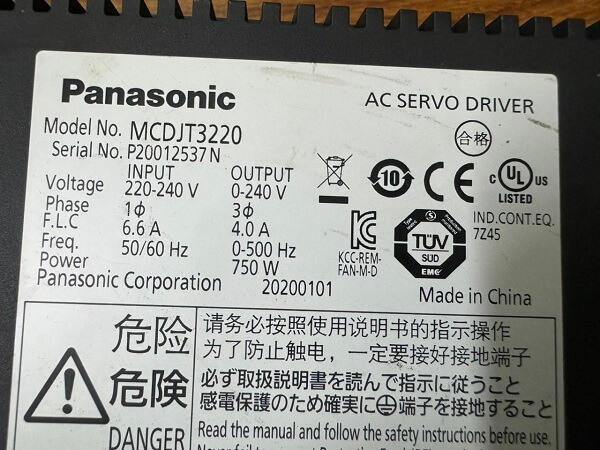 Panasonic
AC SERVO DRIVER
Model No. MCDJT3220
合格
Serial No. P20012537N
INPUT OUTPUT
Voltage 220-240 V 0-240 V
Phase 1ϕ 3ϕ
F.L.C 6.6 A 4.0 A
Freq. 50/60 Hz 0-500 Hz
Power 750 W
Panasonic Corporation 20200101
10
CE
C UL US
LISTED
IND.CONT.EQ.
7Z45
KCC-REM-
FAN-M-D
TÜV
SÜD
EMC
Made in China
危险
请务必按照使用说明书的指示操作
为了防止触电，一定要接好接地端子
危険
必ず取扱説明書を読んで指示に従うこと
感電保護のため確実に⏚端子を接地すること
DANGER
Read the manual and follow the safety instructions before use.